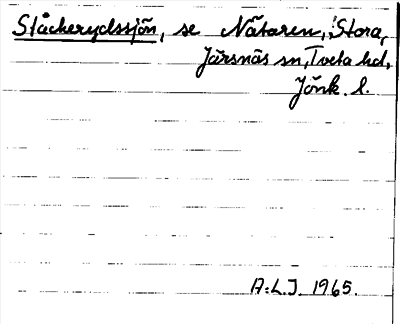 Stäckerydssjön, se Nätaren, Stora,
Järsnäs sn, Tveta hd,
Jönk. l.
A:L.J. 1965.